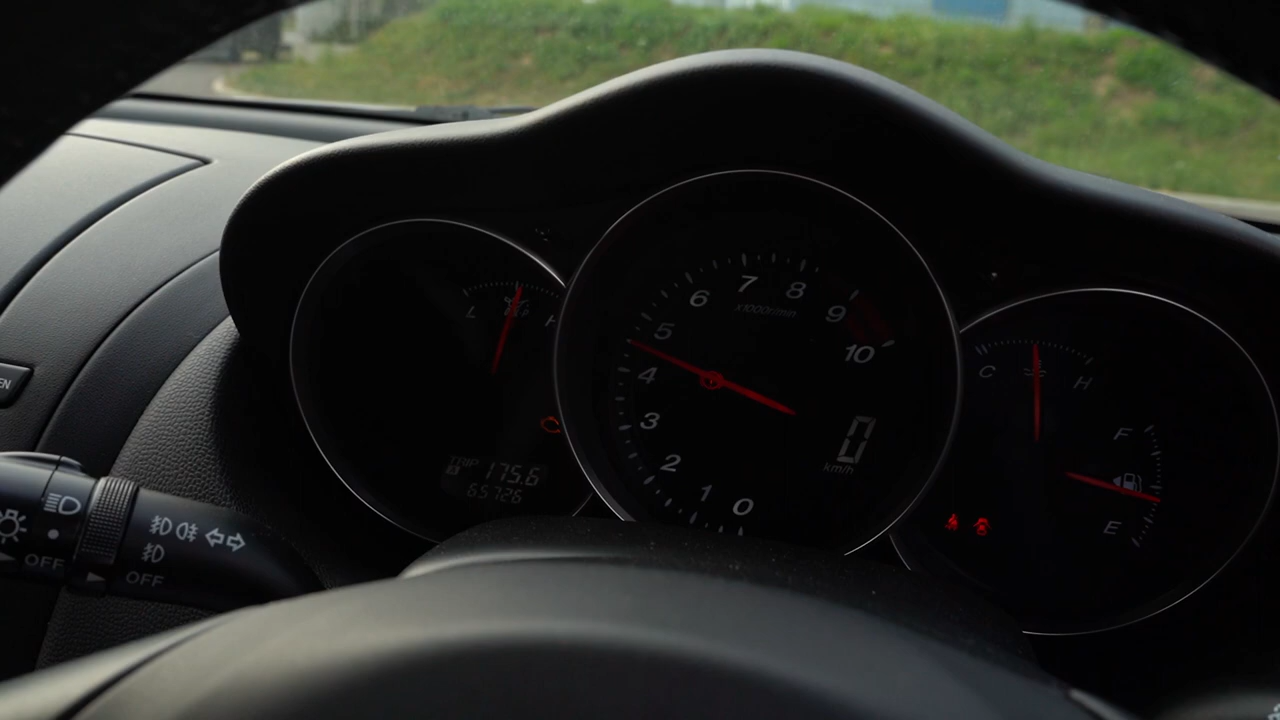 L H
TRIP
A 175.6
65726
0 1 2 3 4 5 6 7 8 9 10
x1000r/min
0
km/h
C H
F
E
EN
OFF
OFF